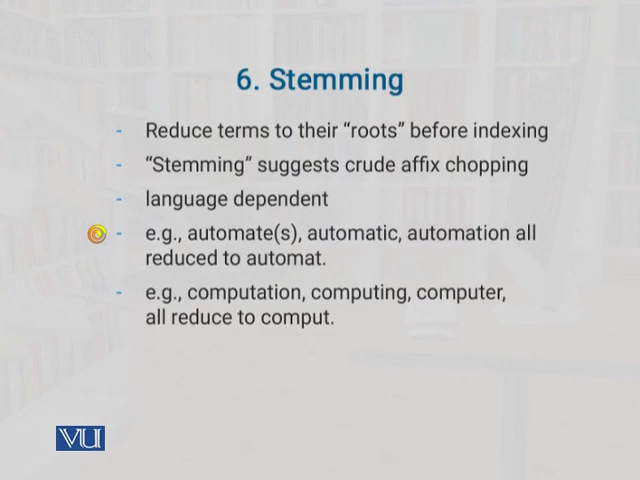 6. Stemming
- Reduce terms to their “roots” before indexing
- “Stemming” suggests crude affix chopping
- language dependent
- e.g., automate(s), automatic, automation all
reduced to automat.
- e.g., computation, computing, computer,
all reduce to comput.
VU